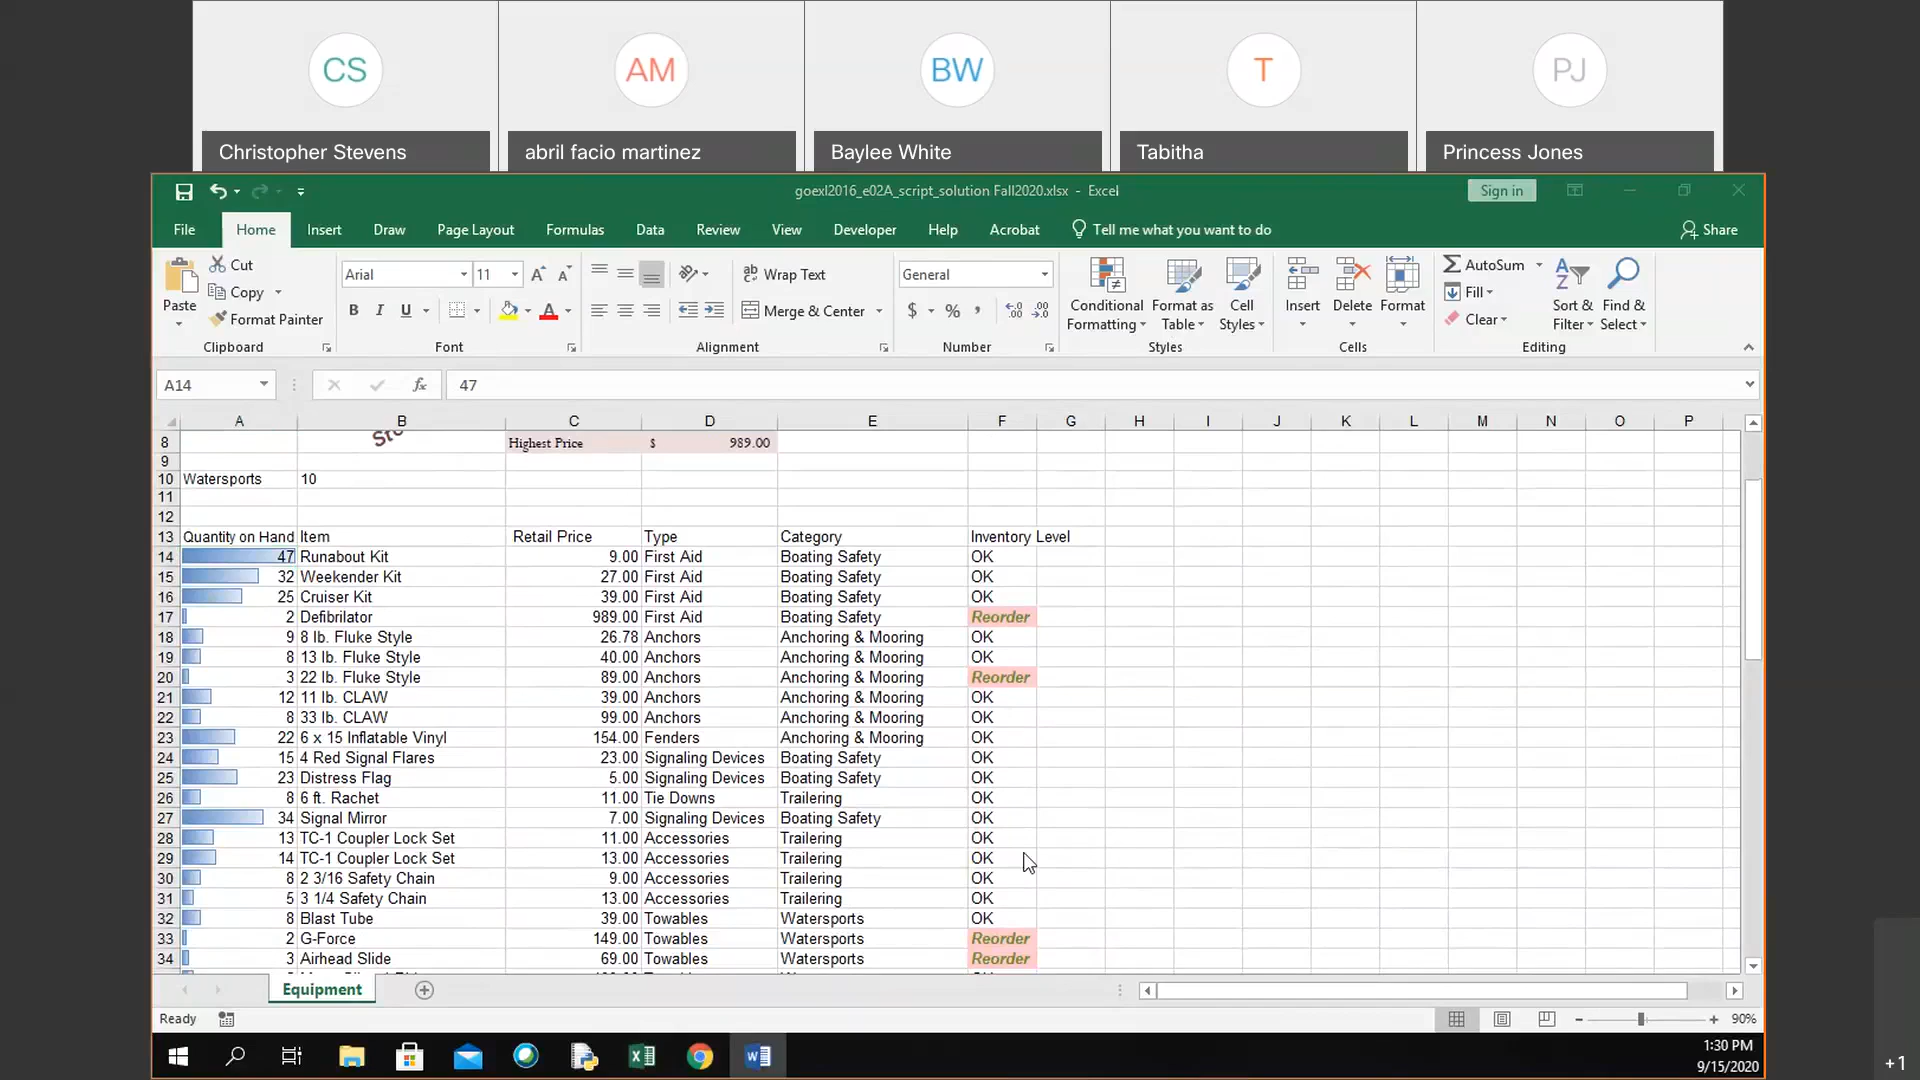 CS AM BW T PJ
Christopher Stevens abril facio martinez Baylee White Tabitha Princess Jones
goexl2016_e02A_script_solution Fall2020.xlsx - Excel Sign in
File Home Insert Draw Page Layout Formulas Data Review View Developer Help Acrobat Tell me what you want to do Share
Cut Arial 11 A A Wrap Text General AutoSum
Copy Fill
Paste Format Painter B I U A Merge & Center $ % , Conditional Formatting Format as Table Cell Styles Insert Delete Format Clear Sort & Filter Find & Select
Clipboard Font Alignment Number Styles Cells Editing
A14 fx 47
A B C D E F G H I J K L M N O P
8 Highest Price $ 989.00
9
10 Watersports 10
11
12
13 Quantity on Hand Item Retail Price Type Category Inventory Level
14 47 Runabout Kit 9.00 First Aid Boating Safety OK
15 32 Weekender Kit 27.00 First Aid Boating Safety OK
16 25 Cruiser Kit 39.00 First Aid Boating Safety OK
17 2 Defibrilator 989.00 First Aid Boating Safety Reorder
18 9 8 lb. Fluke Style 26.78 Anchors Anchoring & Mooring OK
19 8 13 lb. Fluke Style 40.00 Anchors Anchoring & Mooring OK
20 3 22 lb. Fluke Style 89.00 Anchors Anchoring & Mooring Reorder
21 12 11 lb. CLAW 39.00 Anchors Anchoring & Mooring OK
22 8 33 lb. CLAW 99.00 Anchors Anchoring & Mooring OK
23 22 6 x 15 Inflatable Vinyl 154.00 Fenders Anchoring & Mooring OK
24 15 4 Red Signal Flares 23.00 Signaling Devices Boating Safety OK
25 23 Distress Flag 5.00 Signaling Devices Boating Safety OK
26 8 6 ft. Rachet 11.00 Tie Downs Trailering OK
27 34 Signal Mirror 7.00 Signaling Devices Boating Safety OK
28 13 TC-1 Coupler Lock Set 11.00 Accessories Trailering OK
29 14 TC-1 Coupler Lock Set 13.00 Accessories Trailering OK
30 8 2 3/16 Safety Chain 9.00 Accessories Trailering OK
31 5 3 1/4 Safety Chain 13.00 Accessories Trailering OK
32 8 Blast Tube 39.00 Towables Watersports OK
33 2 G-Force 149.00 Towables Watersports Reorder
34 3 Airhead Slide 69.00 Towables Watersports Reorder
Equipment
Ready 90%
1:30 PM
9/15/2020
+1